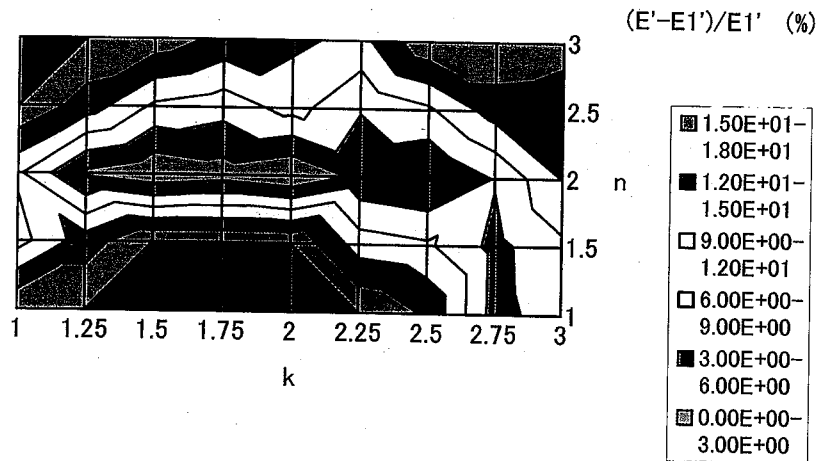 (E'-E1')/E1' (%)
3
2.5
2
1.5
1
n
1 1.25 1.5 1.75 2 2.25 2.5 2.75 3
k
1.50E+01-
1.80E+01
1.20E+01-
1.50E+01
9.00E+00-
1.20E+01
6.00E+00-
9.00E+00
3.00E+00-
6.00E+00
0.00E+00-
3.00E+00